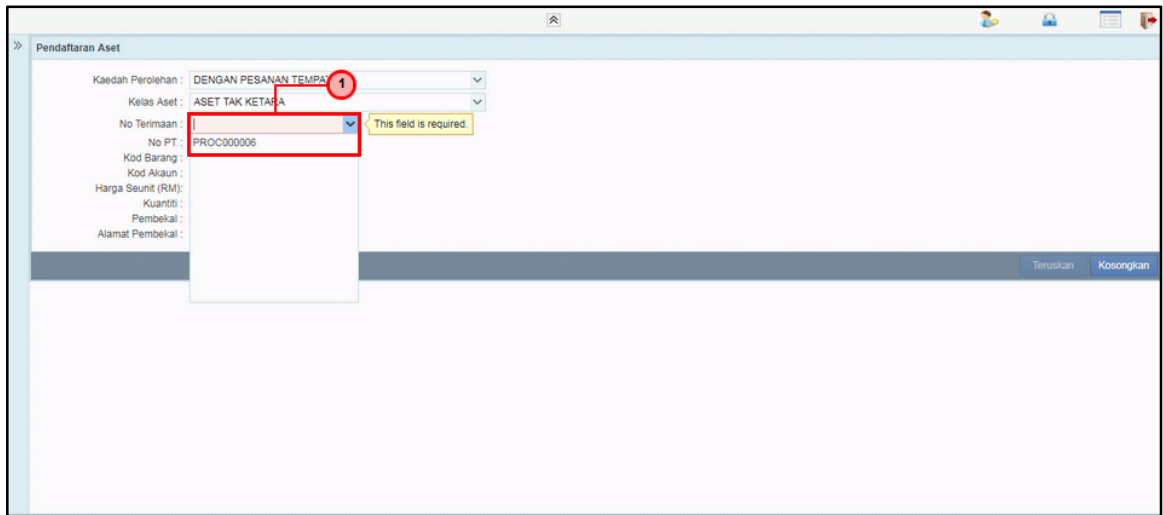 Pendaftaran Aset
Kaedah Perolehan : DENGAN PESANAN
1
Kelas Aset : ASET TAK KETARA
No Terimaan : This field is required.
No PT : PROC000006
Kod Barang :
Kod Akaun :
Harga Seunit (RM):
Kuantiti :
Pembekal :
Alamat Pembekal :
Teruskan Kosongkan